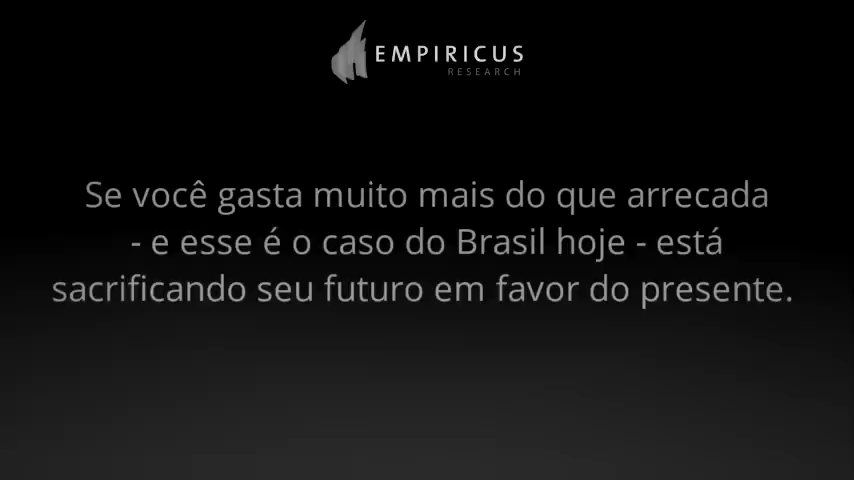 EMPIRICUS
RESEARCH
Se você gasta muito mais do que arrecada
- e esse é o caso do Brasil hoje - está
sacrificando seu futuro em favor do presente.